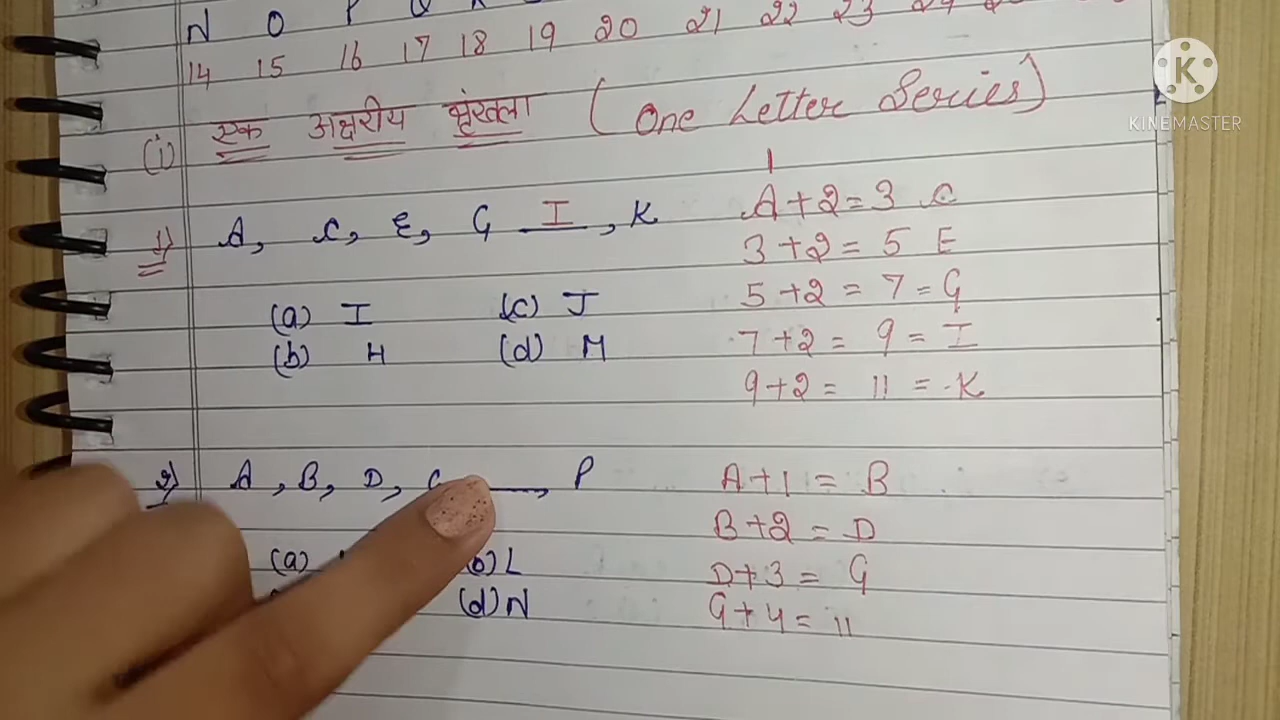 N O P Q
14 15 16 17 18 19 20 21 22 23
K
KINEMASTER
(i) एक अक्षरीय श्रृंखला (One Letter Series)
1
1) A, C, E, G I, K
A+2=3 C
3+2=5 E
(a) I (c) J
5+2=7=G
(b) H (d) M
7+2=9=I
9+2=11=K
2) A, B, D, G __, P
A+1=B
B+2=D
(a) L
D+3=G
(d) N
G+4=11